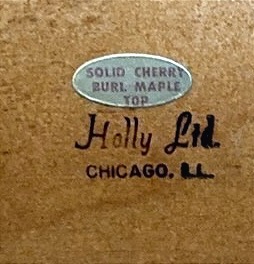 SOLID CHERRY
BURL MAPLE
TOP
Holly Ltd.
CHICAGO, ILL.